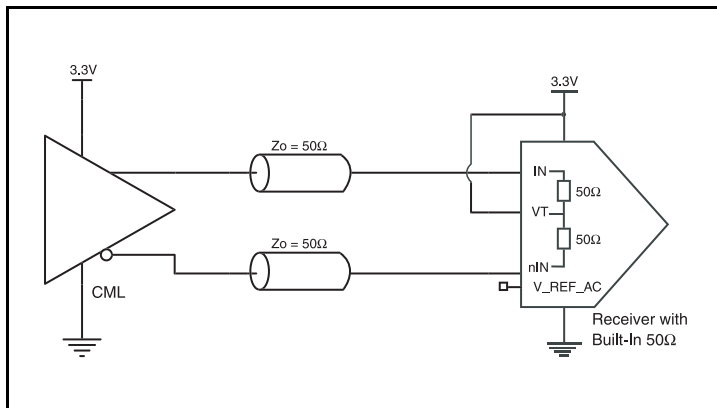 3.3V
3.3V
Zo = 50Ω
IN
50Ω
VT
50Ω
Zo = 50Ω
nIN
V_REF_AC
CML
Receiver with
Built-In 50Ω